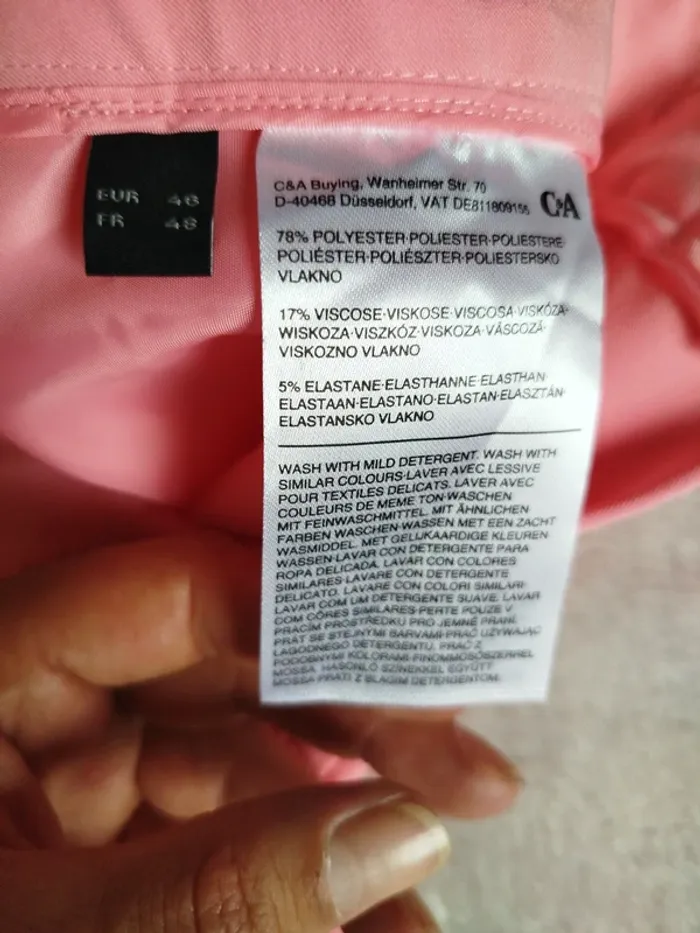 EUR 46
FR 48
C&A Buying, Wanheimer Str. 70
D-40468 Düsseldorf, VAT DE811809156
C&A
78% POLYESTER·POLIESTER·POLIESTERE
POLIÉSTER·POLIÉSZTER·POLIESTERSKO
VLAKNO
17% VISCOSE·VISKOSE·VISCOSA·VISKÓZA·
WISKOZA·VISZKÓZ·VISKOZA·VÂSCOZĂ·
VISKOZNO VLAKNO
5% ELASTANE·ELASTHANNE·ELASTHAN
ELASTAAN·ELASTANO·ELASTAN·ELASZTÁN·
ELASTANSKO VLAKNO
WASH WITH MILD DETERGENT. WASH WITH
SIMILAR COLOURS·LAVER AVEC LESSIVE
POUR TEXTILES DELICATS. LAVER AVEC
COULEURS DE MEME TON·WASCHEN
MIT FEINWASCHMITTEL. MIT ÄHNLICHEN
FARBEN WASCHEN·WASSEN MET EEN ZACHT
WASMIDDEL. MET GELIJKAARDIGE KLEUREN
WASSEN·LAVAR CON DETERGENTE PARA
ROPA DELICADA. LAVAR CON COLORES
SIMILARES·LAVARE CON DETERGENTE
DELICATO. LAVARE CON COLORI SIMILARI·
LAVAR COM UM DETERGENTE SUAVE. LAVAR
COM CÔRES SIMILARES·PERTE POUZE V
PRACÍM PROSTŘEDKU PRO JEMNÉ PRANÍ.
PRÁT SE STEJNÝMI BARVAMI·PRAĆ UŻYWAJĄC
ŁAGODNEGO DETERGENTU. PRAĆ Z
PODOBNYMI KOLORAMI·FINOMMOSÓSZERREL
MOSSA. HASONLÓ SZÍNEKKEL EGYÜTT
MOSSA·PRATI Z BLAGIM DETERGENTOM.